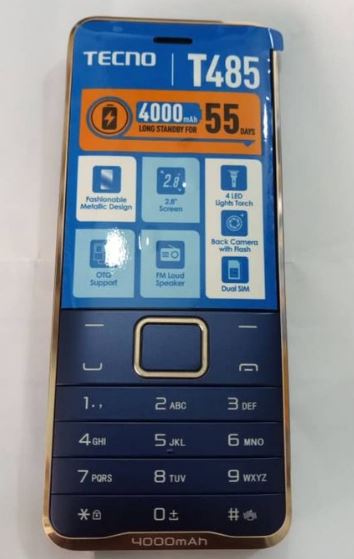 TECNO
T485
4000mAh
LONG STANDBY FOR
55 DAYS
Fashionable
Metallic Design
2.8"
2.8"
Screen
4 LED
Lights Torch
Back Camera
with Flash
OTG
Support
FM Loud
Speaker
Dual SIM
1 . ,
2 ABC
3 DEF
4 GHI
5 JKL
6 MNO
7 PQRS
8 TUV
9 WXYZ
*
0 ±
#
4000mAh